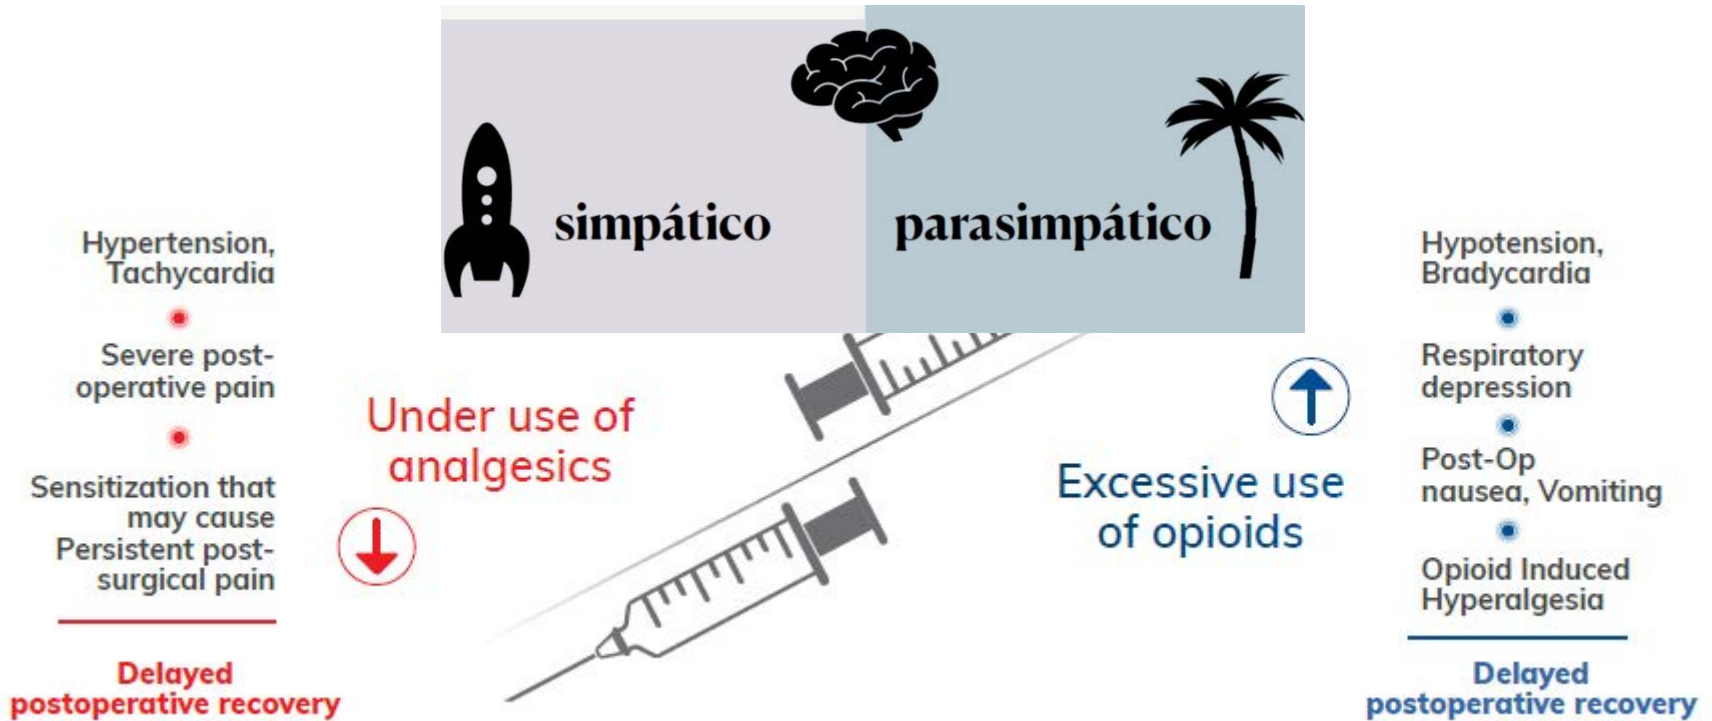 simpático
parasimpático
Hypertension,
Tachycardia
Severe post-
operative pain
Sensitization that
may cause
Persistent post-
surgical pain
Delayed
postoperative recovery
Under use of
analgesics
Excessive use
of opioids
Hypotension,
Bradycardia
Respiratory
depression
Post-Op
nausea, Vomiting
Opioid Induced
Hyperalgesia
Delayed
postoperative recovery